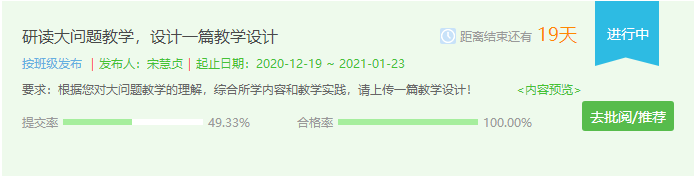 研读大问题教学，设计一篇教学设计
距离结束还有 19天
进行中
按班级发布 | 发布人：宋慧贞 | 起止日期：2020-12-19 ~ 2021-01-23
要求：根据您对大问题教学的理解，综合所学内容和教学实践，请上传一篇教学设计！ <内容预览>
提交率 49.33% 合格率 100.00%
去批阅/推荐